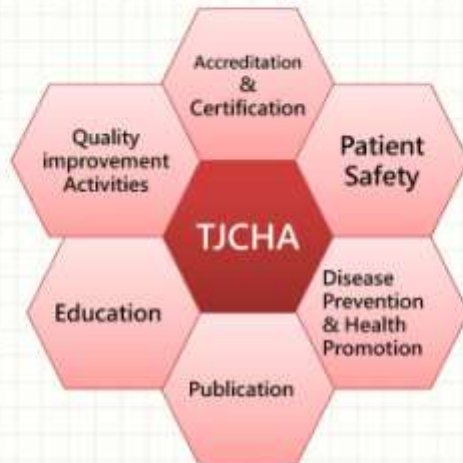 Accreditation
&
Certification
Quality
improvement
Activities
Patient
Safety
TJCHA
Education
Disease
Prevention
& Health
Promotion
Publication